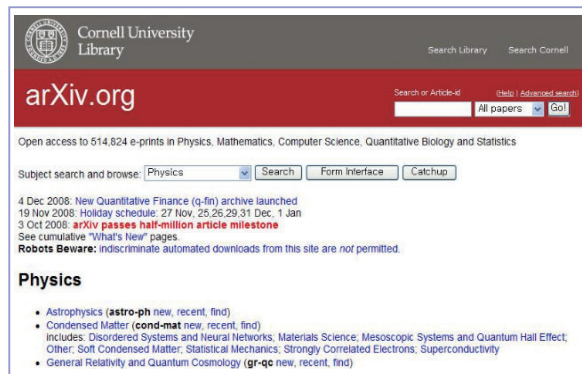 Cornell University
Library
Search Library Search Cornell
arXiv.org
Search or Article-id (Help | Advanced search)
All papers Go!
Open access to 514,824 e-prints in Physics, Mathematics, Computer Science, Quantitative Biology and Statistics
Subject search and browse: Physics Search Form Interface Catchup
4 Dec 2008: New Quantitative Finance (q-fin) archive launched
19 Nov 2008: Holiday schedule: 27 Nov, 25,26,29,31 Dec, 1 Jan
3 Oct 2008: arXiv passes half-million article milestone
See cumulative "What's New" pages.
Robots Beware: indiscriminate automated downloads from this site are not permitted.
Physics
• Astrophysics (astro-ph new, recent, find)
• Condensed Matter (cond-mat new, recent, find)
includes: Disordered Systems and Neural Networks; Materials Science; Mesoscopic Systems and Quantum Hall Effect;
Other; Soft Condensed Matter; Statistical Mechanics; Strongly Correlated Electrons; Superconductivity
• General Relativity and Quantum Cosmology (gr-qc new, recent, find)